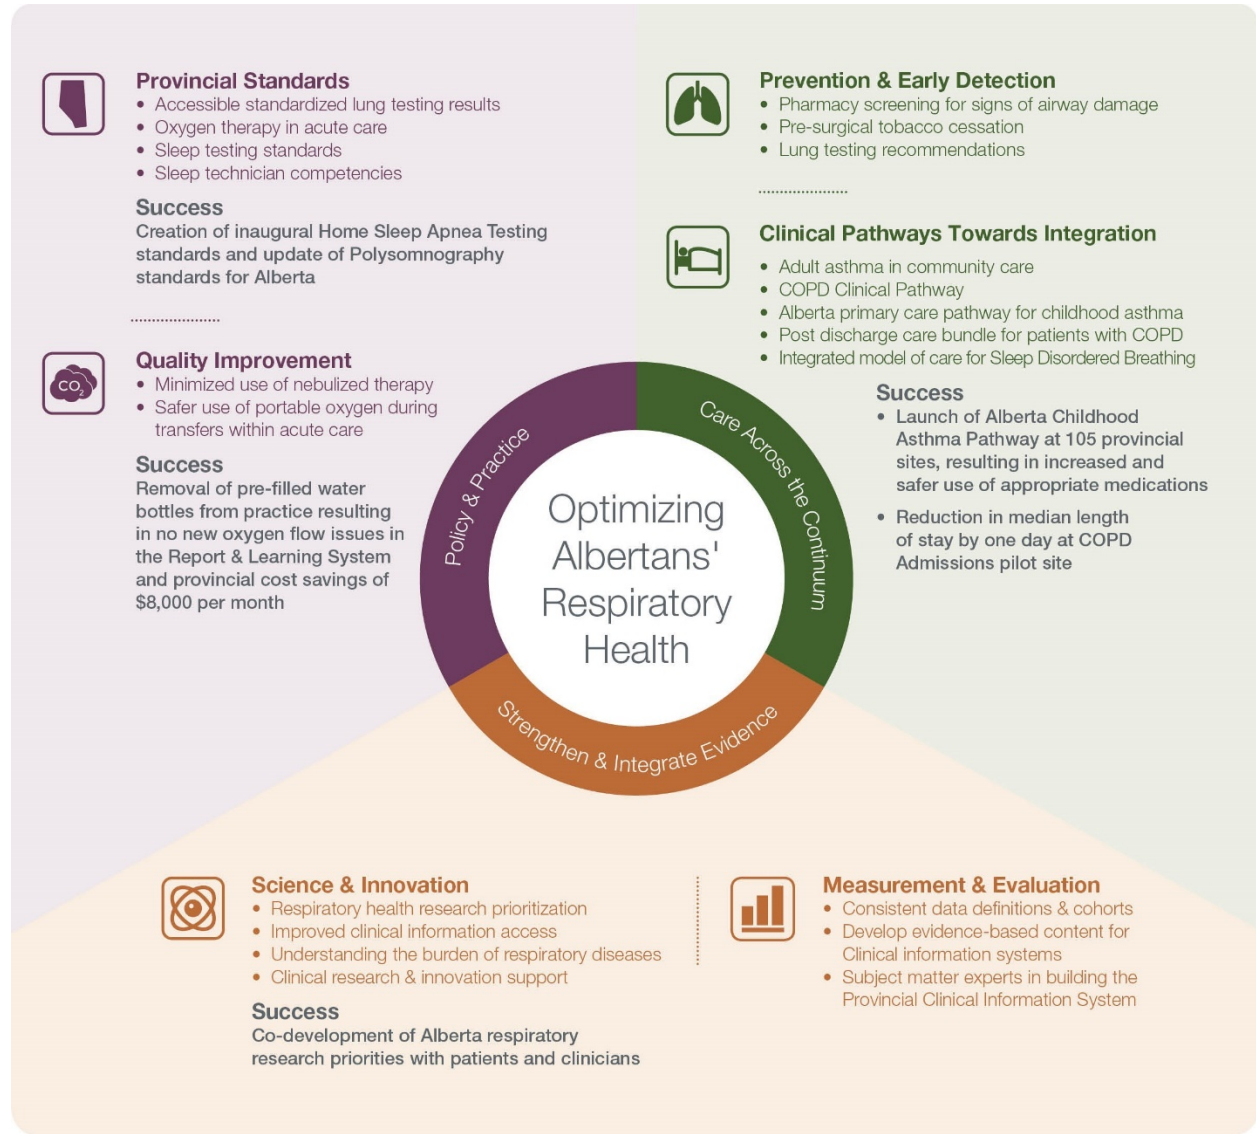 Provincial Standards
• Accessible standardized lung testing results
• Oxygen therapy in acute care
• Sleep testing standards
• Sleep technician competencies
Success
Creation of inaugural Home Sleep Apnea Testing
standards and update of Polysomnography
standards for Alberta
CO2
Quality Improvement
• Minimized use of nebulized therapy
• Safer use of portable oxygen during
transfers within acute care
Success
Removal of pre-filled water
bottles from practice resulting
in no new oxygen flow issues in
the Report & Learning System
and provincial cost savings of
$8,000 per month
Prevention & Early Detection
• Pharmacy screening for signs of airway damage
• Pre-surgical tobacco cessation
• Lung testing recommendations
Clinical Pathways Towards Integration
• Adult asthma in community care
• COPD Clinical Pathway
• Alberta primary care pathway for childhood asthma
• Post discharge care bundle for patients with COPD
• Integrated model of care for Sleep Disordered Breathing
Success
• Launch of Alberta Childhood
Asthma Pathway at 105 provincial
sites, resulting in increased and
safer use of appropriate medications
• Reduction in median length
of stay by one day at COPD
Admissions pilot site
Policy & Practice
Care Across the Continuum
Strengthen & Integrate Evidence
Optimizing
Albertans'
Respiratory
Health
Science & Innovation
• Respiratory health research prioritization
• Improved clinical information access
• Understanding the burden of respiratory diseases
• Clinical research & innovation support
Success
Co-development of Alberta respiratory
research priorities with patients and clinicians
Measurement & Evaluation
• Consistent data definitions & cohorts
• Develop evidence-based content for
Clinical information systems
• Subject matter experts in building the
Provincial Clinical Information System